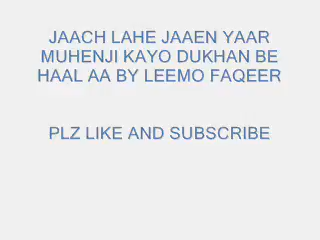 JAACH LAHE JAAEN YAAR
MUHENJI KAYO DUKHAN BE
HAAL AA BY LEEMO FAQEER
PLZ LIKE AND SUBSCRIBE